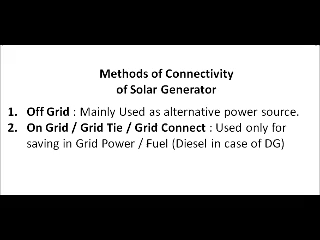 Methods of Connectivity
of Solar Generator
1. Off Grid : Mainly Used as alternative power source.
2. On Grid / Grid Tie / Grid Connect : Used only for
saving in Grid Power / Fuel (Diesel in case of DG)